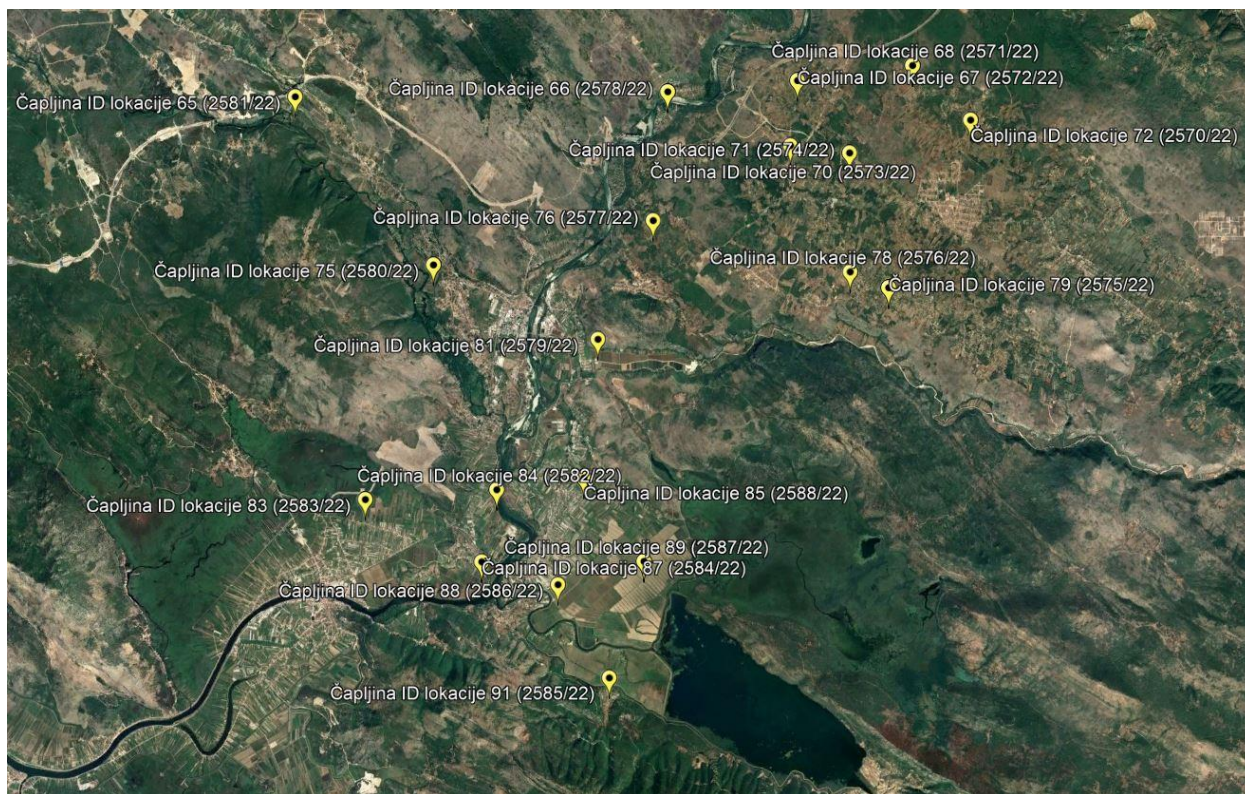 Čapljina ID lokacije 68 (2571/22)
Čapljina ID lokacije 67 (2572/22)
Čapljina ID lokacije 66 (2578/22)
Čapljina ID lokacije 65 (2581/22)
Čapljina ID lokacije 72 (2570/22)
Čapljina ID lokacije 71 (2574/22)
Čapljina ID lokacije 70 (2573/22)
Čapljina ID lokacije 76 (2577/22)
Čapljina ID lokacije 78 (2576/22)
Čapljina ID lokacije 75 (2580/22)
Čapljina ID lokacije 79 (2575/22)
Čapljina ID lokacije 81 (2579/22)
Čapljina ID lokacije 84 (2582/22)
Čapljina ID lokacije 85 (2588/22)
Čapljina ID lokacije 83 (2583/22)
Čapljina ID lokacije 89 (2587/22)
Čapljina ID lokacije 87 (2584/22)
Čapljina ID lokacije 88 (2586/22)
Čapljina ID lokacije 91 (2585/22)